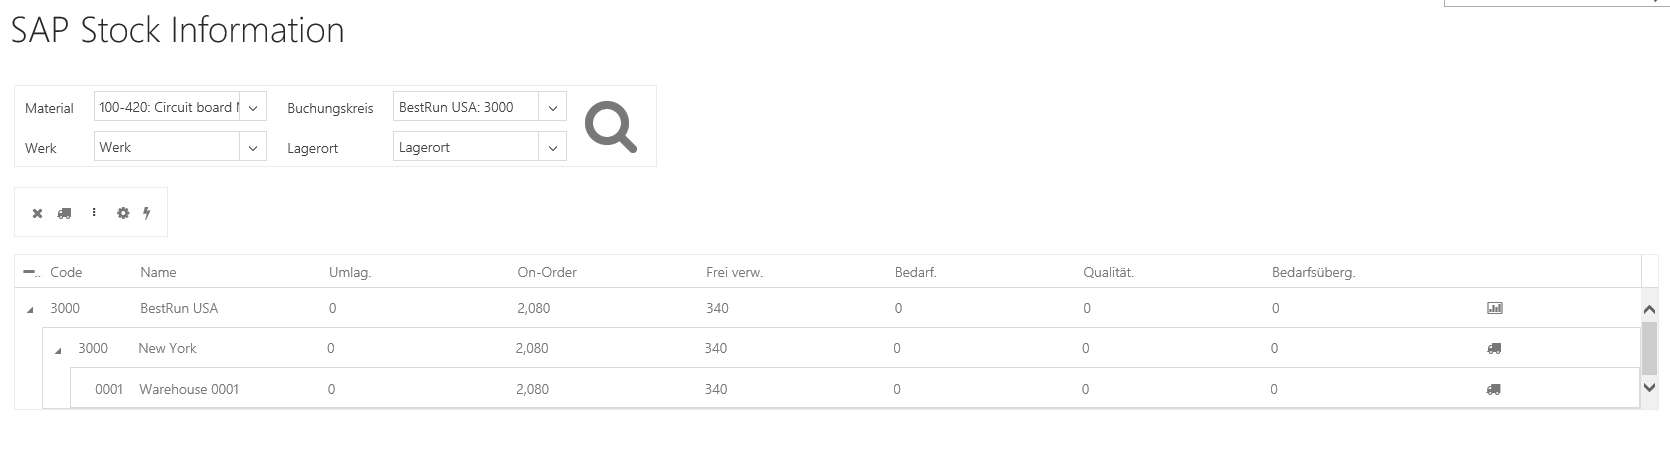 SAP Stock Information
Material 100-420: Circuit board Buchungskreis BestRun USA: 3000
Werk Werk Lagerort Lagerort
Code Name Umlag. On-Order Frei verw. Bedarf. Qualität. Bedarfsüberg.
3000 BestRun USA 0 2,080 340 0 0 0
3000 New York 0 2,080 340 0 0 0
0001 Warehouse 0001 0 2,080 340 0 0 0